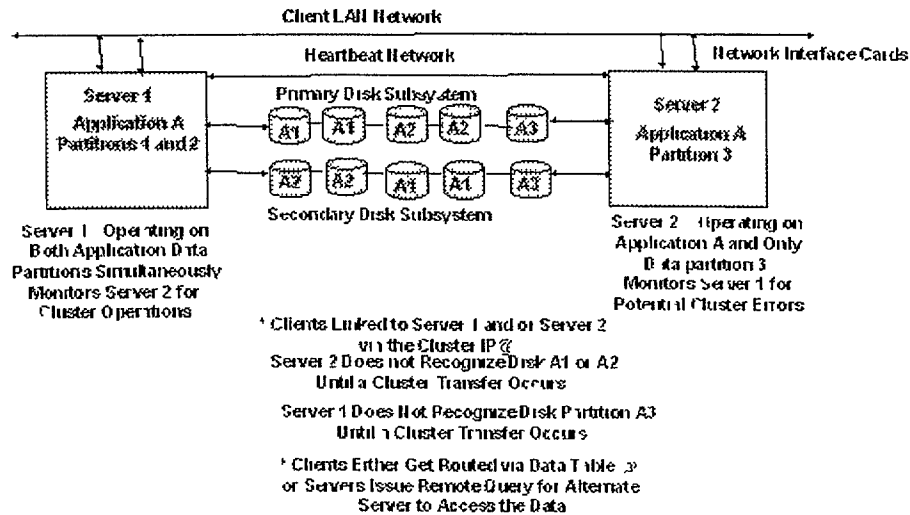 Client LAN Network
Heartbeat Network
Network Interface Cards
Server 1
Application A
Partitions 1 and 2
Primary Disk Subsystem
A1 A1 A2 A2 A3
Server 2
Application A
Partition 3
A2 A2 A1 A1 A3
Secondary Disk Subsystem
Server 1 Operating on
Both Application Data
Partitions Simultaneously
Monitors Server 2 for
Cluster Operations
Server 2 Operating on
Application A and Only
Data partition 3
Monitors Server 1 for
Potential Cluster Errors
* Clients Linked to Server 1 and or Server 2
via the Cluster IP@
Server 2 Does not Recognize Disk A1 or A2
Until a Cluster Transfer Occurs
Server 1 Does Not Recognize Disk Partition A3
Until a Cluster Transfer Occurs
* Clients Either Get Routed via Data Table
or Servers Issue Remote Query for Alternate
Server to Access the Data